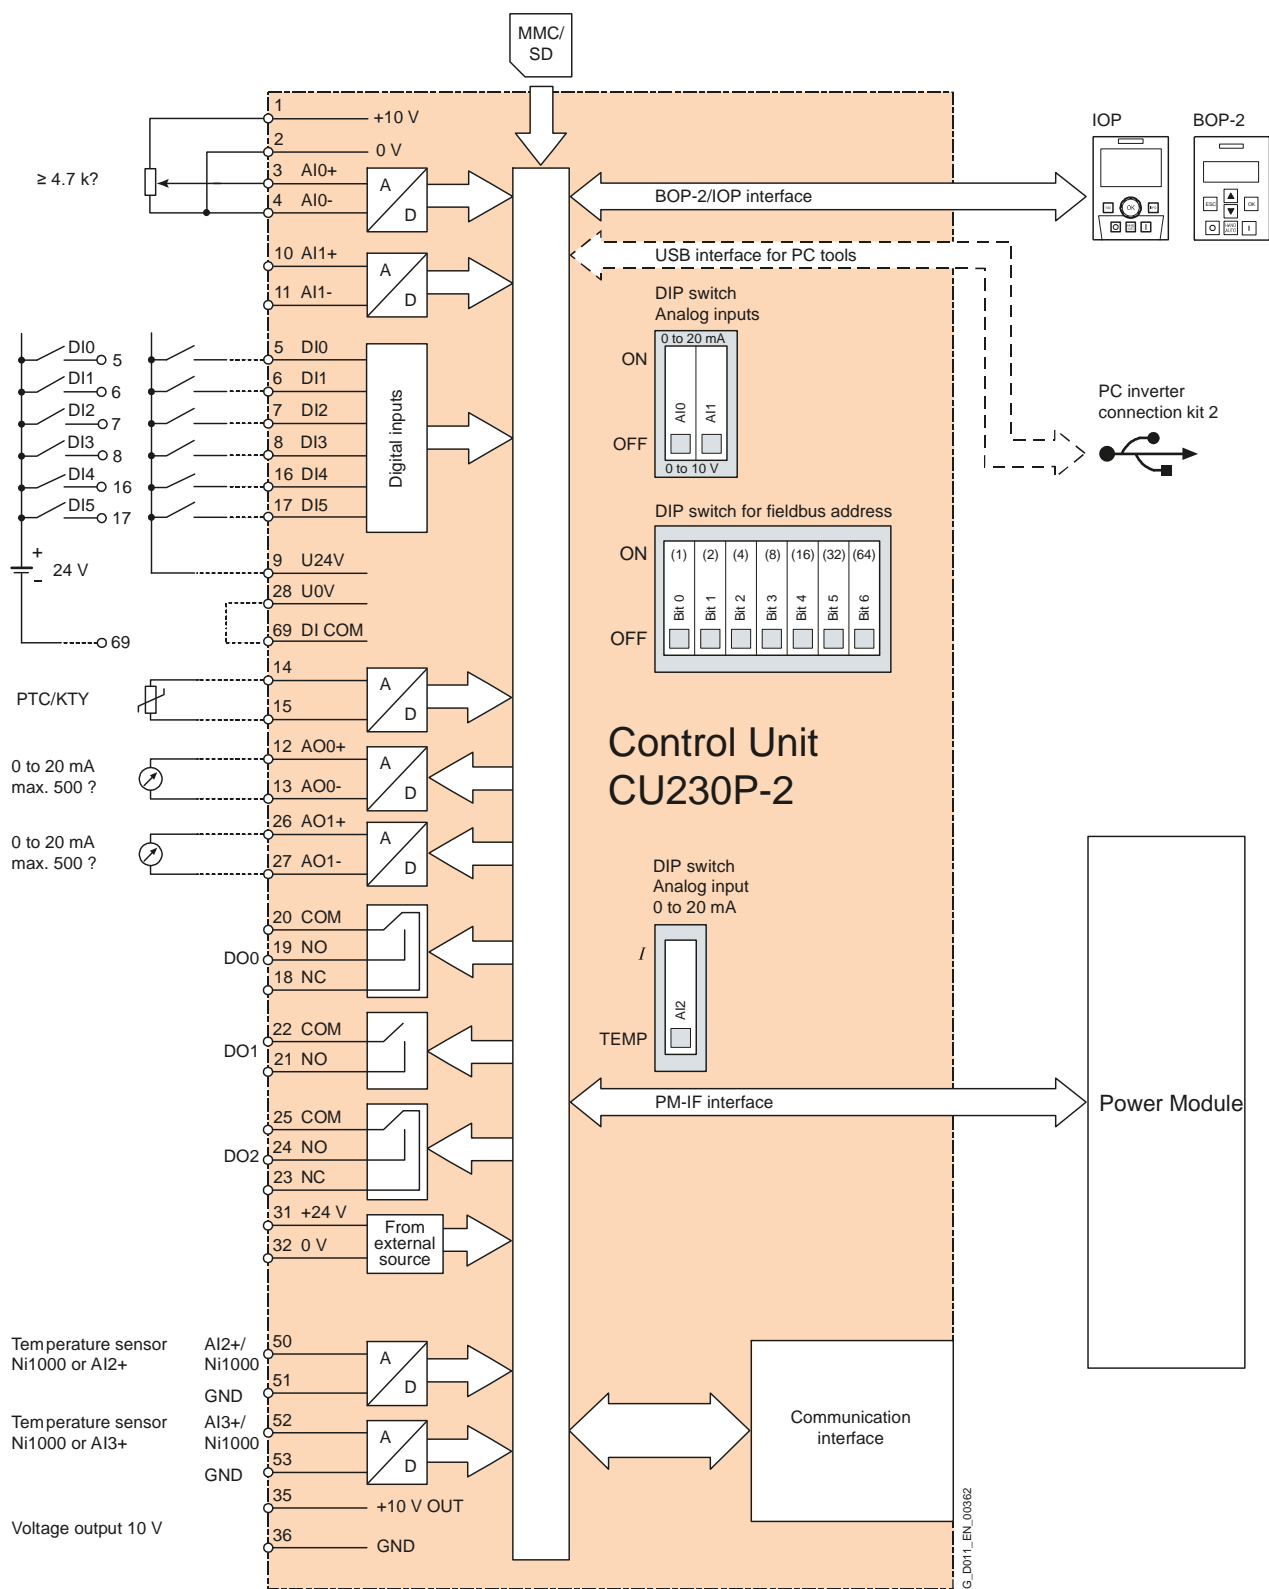 MMC/
SD
1
+10 V
2
0 V
≥ 4.7 k?
3 AI0+
4 AI0-
A
D
10 AI1+
11 AI1-
A
D
IOP
BOP-2
OK
ESC
OK
BOP-2/IOP interface
USB interface for PC tools
DIP switch
Analog inputs
0 to 20 mA
ON
AI0
AI1
OFF
0 to 10 V
PC inverter
connection kit 2
DI0
5
DI1
6
DI2
7
DI3
8
DI4
16
DI5
17
5 DI0
6 DI1
7 DI2
8 DI3
16 DI4
17 DI5
Digital inputs
+
–
24 V
69
9 U24V
28 U0V
69 DI COM
DIP switch for fieldbus address
ON
(1) (2) (4) (8) (16) (32) (64)
Bit 0 Bit 1 Bit 2 Bit 3 Bit 4 Bit 5 Bit 6
OFF
PTC/KTY
14
15
A
D
Control Unit
CU230P-2
0 to 20 mA
max. 500 ?
12 AO0+
13 AO0-
A
D
0 to 20 mA
max. 500 ?
26 AO1+
27 AO1-
A
D
DIP switch
Analog input
0 to 20 mA
I
AI2
TEMP
DO0
20 COM
19 NO
18 NC
DO1
22 COM
21 NO
PM-IF interface
Power Module
DO2
25 COM
24 NO
23 NC
31 +24 V
32 0 V
From
external
source
Temperature sensor
Ni1000 or AI2+
AI2+/
Ni1000
50
GND
51
A
D
Temperature sensor
Ni1000 or AI3+
AI3+/
Ni1000
52
GND
53
A
D
Communication
interface
Voltage output 10 V
35
+10 V OUT
36
GND
G_D011_EN_00362